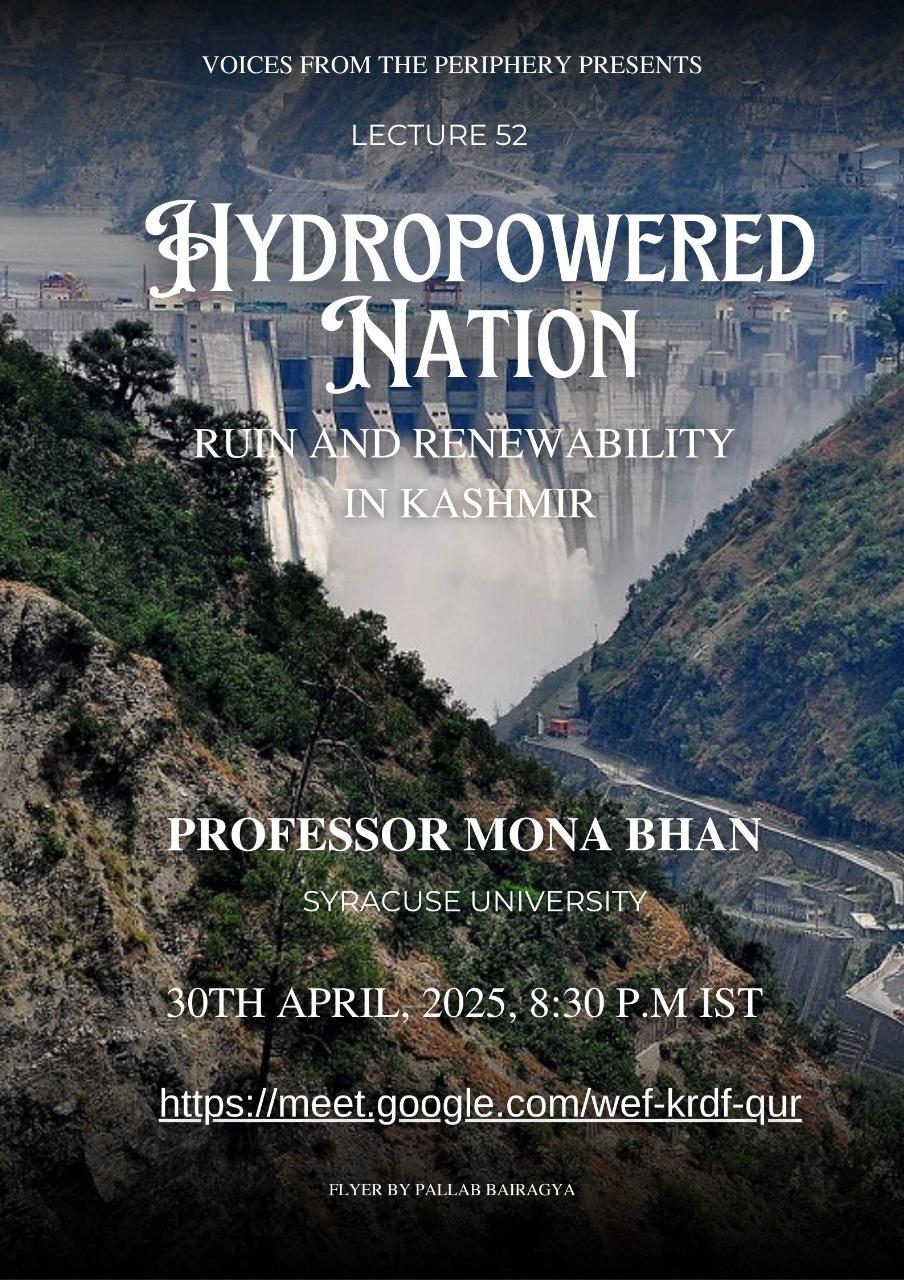 VOICES FROM THE PERIPHERY PRESENTS
LECTURE 52
HYDROPOWERED
NATION
RUIN AND RENEWABILITY
IN KASHMIR
PROFESSOR MONA BHAN
SYRACUSE UNIVERSITY
30TH APRIL, 2025, 8:30 P.M IST
https://meet.google.com/wef-krdf-qur
FLYER BY PALLAB BAIRAGYA